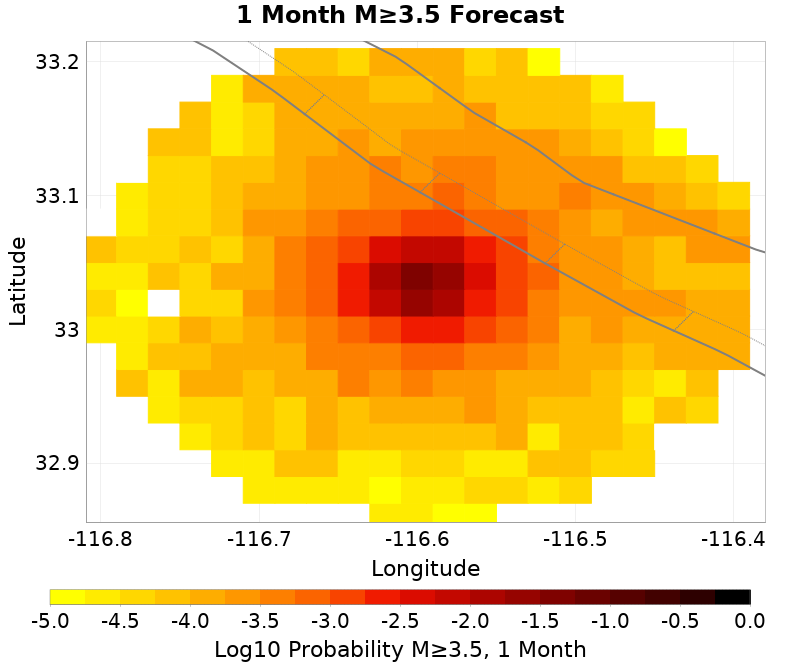 1 Month M≥3.5 Forecast
33.2
33.1
33
32.9
Latitude
-116.8 -116.7 -116.6 -116.5 -116.4
Longitude
-5.0 -4.5 -4.0 -3.5 -3.0 -2.5 -2.0 -1.5 -1.0 -0.5 0.0
Log10 Probability M≥3.5, 1 Month